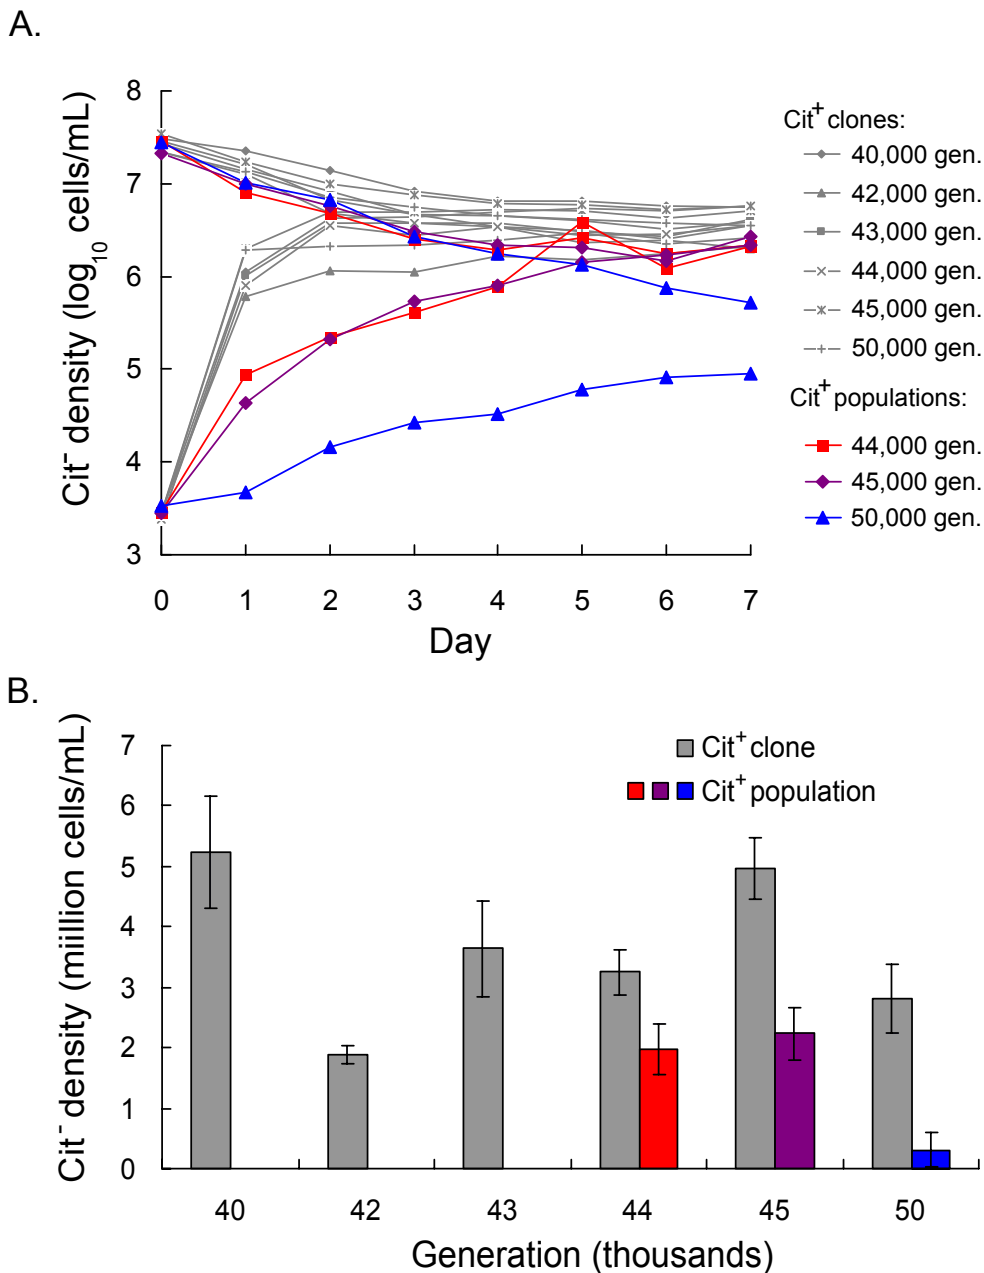 A.
8
7
6
5
4
3
Cit⁻ density (log₁₀ cells/mL)
0 1 2 3 4 5 6 7
Day
Cit⁺ clones:
40,000 gen.
42,000 gen.
43,000 gen.
44,000 gen.
45,000 gen.
50,000 gen.
Cit⁺ populations:
44,000 gen.
45,000 gen.
50,000 gen.
B.
7
6
5
4
3
2
1
0
Cit⁻ density (miillion cells/mL)
Cit⁺ clone
Cit⁺ population
40 42 43 44 45 50
Generation (thousands)